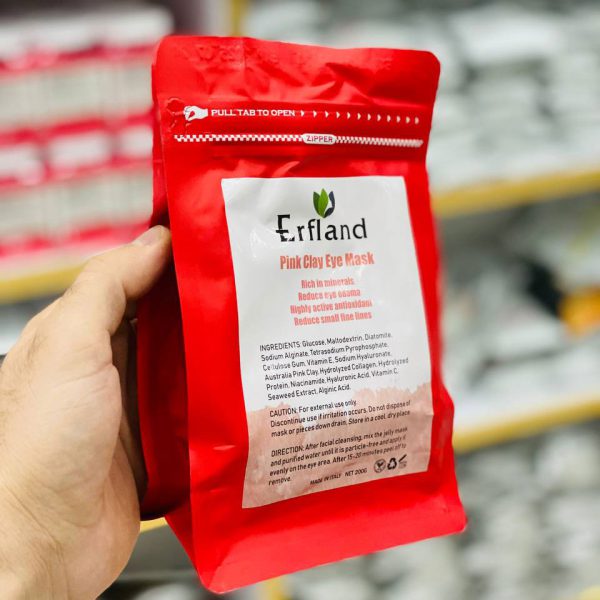 PULL TAB TO OPEN
ZIPPER
Erfland
Pink Clay Eye Mask
Rich in minerals
Reduce eye edama
Highly active antioxidant
Reduce small fine lines
INGREDIENTS: Glucose, Maltodextrin, Diatomite,
Sodium Alginate, Tetrasodium Pyrophosphate,
Cellulose Gum, Vitamin E, Sodium Hyaluronate,
Australia Pink Clay, Hydrolyzed Collagen, Hydrolyzed
Protein, Niacinamide, Hyaluronic Acid, Vitamin C,
Seaweed Extract, Alginic Acid.
CAUTION: For external use only.
Discontinue use if irritation occurs. Do not dispose of
mask or pieces down drain. Store in a cool, dry place
DIRECTION: After facial cleansing, mix the jelly mask
and purified water until it is particle-free and apply it
evenly on the eye area. After 15-20 minutes peel off to
remove.
MADE IN ITALY NET 200G